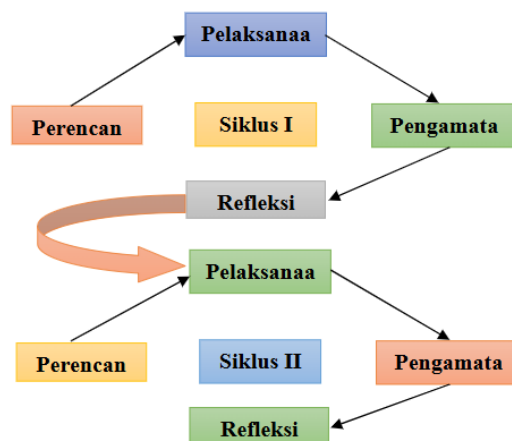 Pelaksanaa
Perencan
Siklus I
Pengamata
Refleksi
Pelaksanaa
Perencan
Siklus II
Pengamata
Refleksi